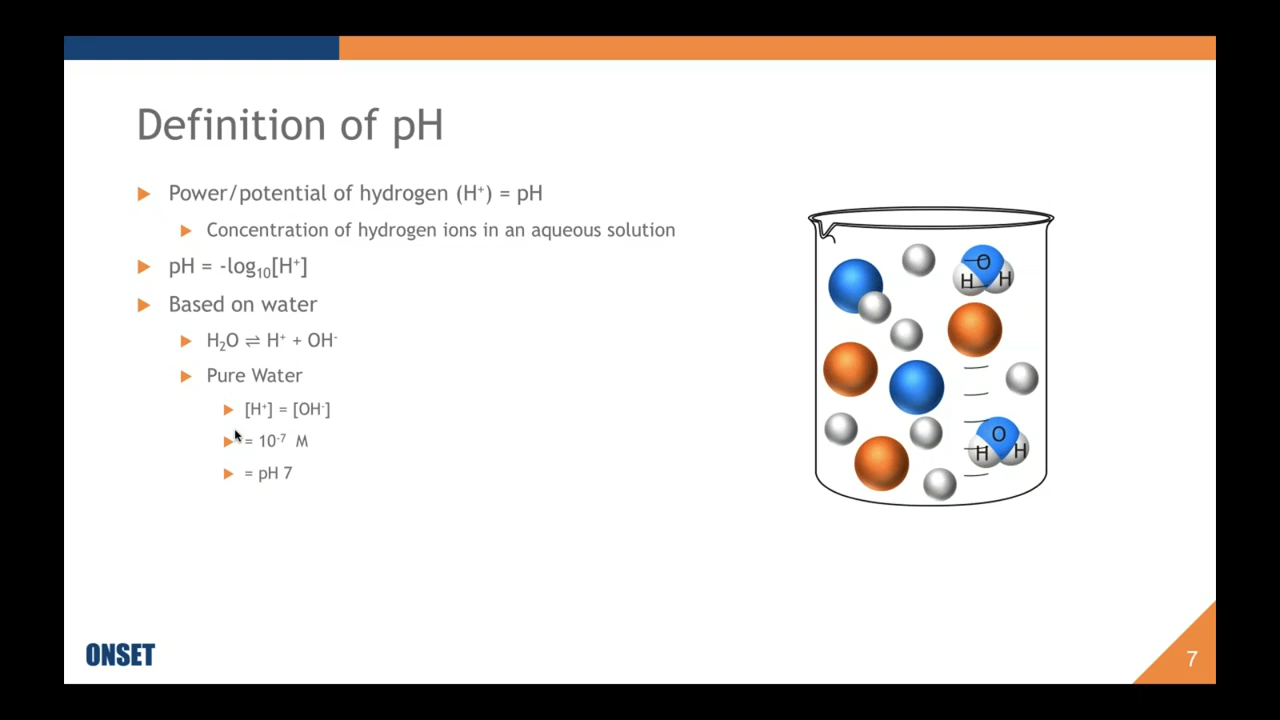 Definition of pH
Power/potential of hydrogen (H⁺) = pH
Concentration of hydrogen ions in an aqueous solution
pH = -log₁₀[H⁺]
Based on water
H₂O ⇌ H⁺ + OH⁻
Pure Water
[H⁺] = [OH⁻]
= 10⁻⁷ M
= pH 7
O
H H
O
H H
ONSET
7